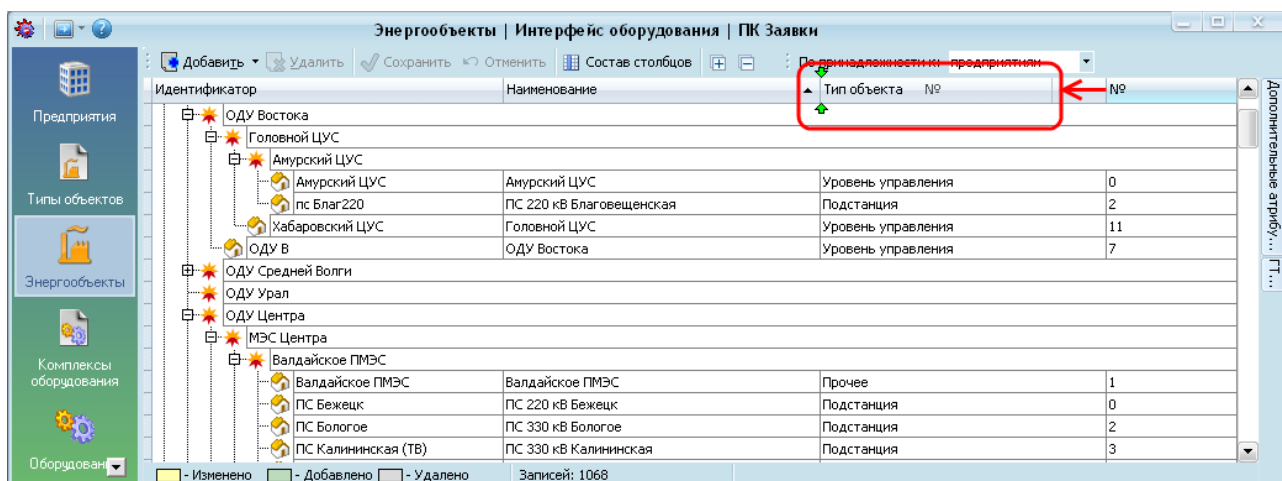 Энергообъекты | Интерфейс оборудования | ПК Заявки
Добавить Удалить Сохранить Отменить Состав столбцов По принадлежности к предприятиям
Идентификатор Наименование Тип объекта № №
Предприятия
Типы объектов
Энергообъекты
Комплексы оборудования
Оборудовани
ОДУ Востока
Головной ЦУС
Амурский ЦУС
Амурский ЦУС Амурский ЦУС Уровень управления 0
пс Благ220 ПС 220 кВ Благовещенская Подстанция 2
Хабаровский ЦУС Головной ЦУС Уровень управления 11
ОДУ В ОДУ Востока Уровень управления 7
ОДУ Средней Волги
ОДУ Урал
ОДУ Центра
МЭС Центра
Валдайское ПМЭС
Валдайское ПМЭС Валдайское ПМЭС Прочее 1
ПС Бежецк ПС 220 кВ Бежецк Подстанция 0
ПС Бологое ПС 330 кВ Бологое Подстанция 2
ПС Калининская (ТВ) ПС 330 кВ Калининская Подстанция 3
- Изменено - Добавлено - Удалено Записей: 1068
Дополнительные атрибу...
ГТ...